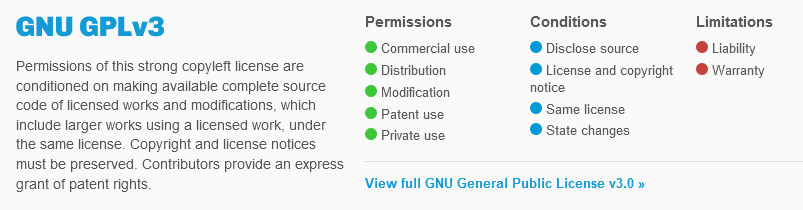 GNU GPLv3
Permissions of this strong copyleft license are
conditioned on making available complete source
code of licensed works and modifications, which
include larger works using a licensed work, under
the same license. Copyright and license notices
must be preserved. Contributors provide an express
grant of patent rights.
Permissions
Commercial use
Distribution
Modification
Patent use
Private use
Conditions
Disclose source
License and copyright
notice
Same license
State changes
Limitations
Liability
Warranty
View full GNU General Public License v3.0 »